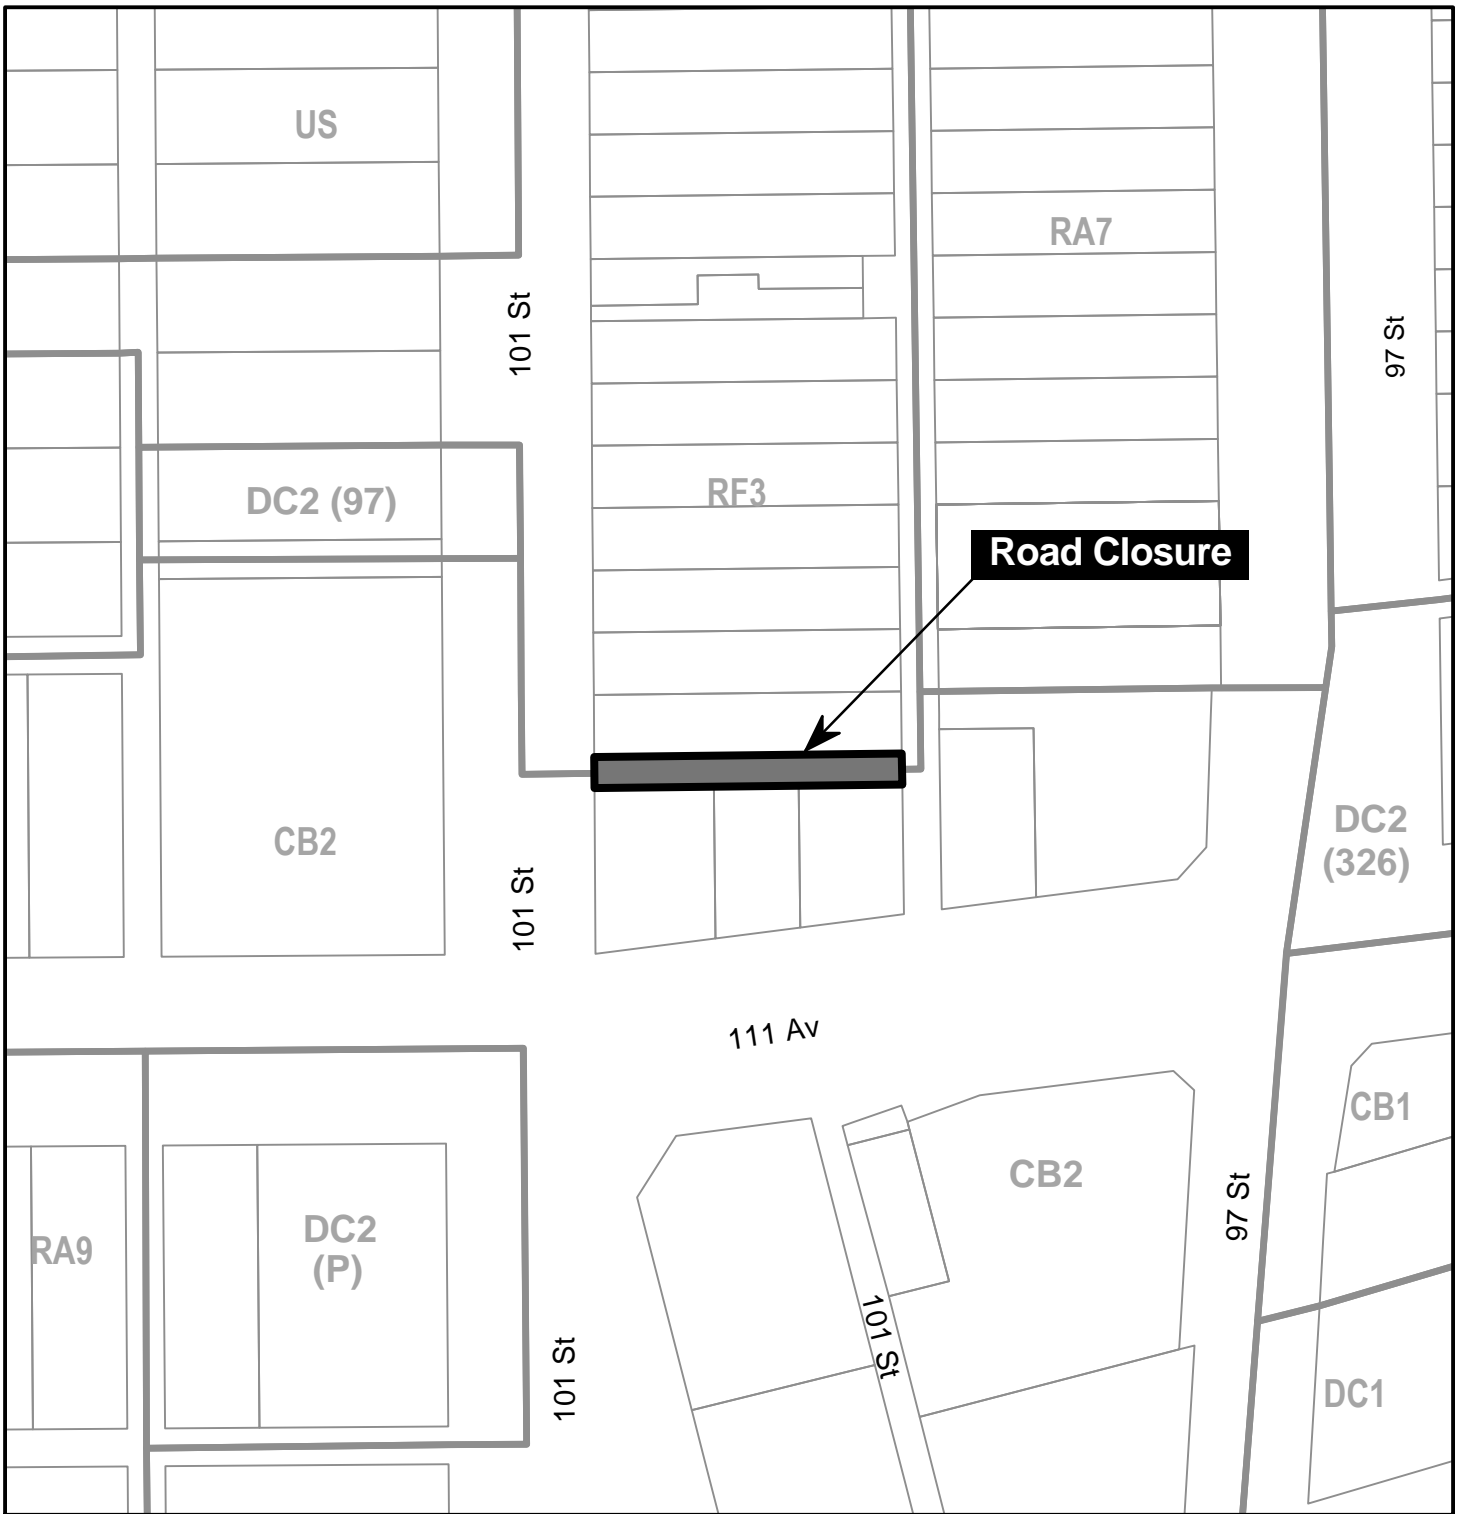 US
RA7
101 St
97 St
DC2 (97)
RF3
Road Closure
CB2
101 St
DC2
(326)
111 Av
CB1
CB2
97 St
RA9
DC2
(P)
101 St
101 St
DC1